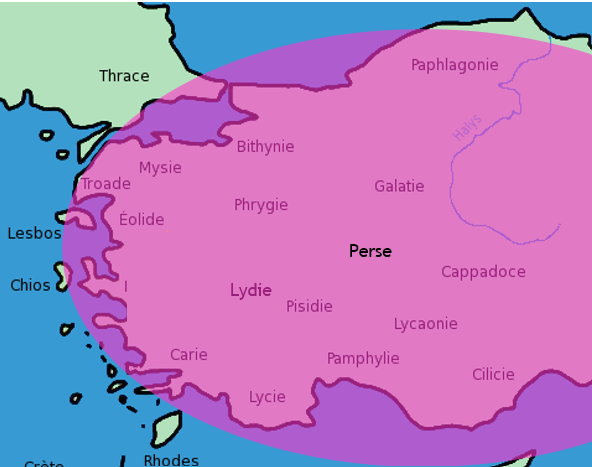 Paphlagonie
Thrace
Halys
Bithynie
Mysie
Troade
Galatie
Phrygie
Éolide
Lesbos
Perse
Cappadoce
Chios
Lydie
Pisidie
Lycaonie
Carie
Pamphylie
Cilicie
Lycie
Rhodes
Crète